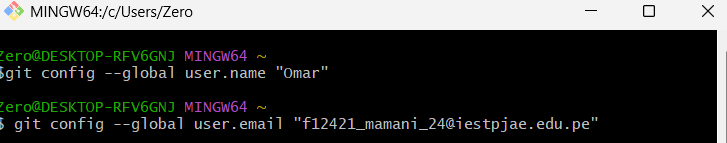 MINGW64:/c/Users/Zero
Zero@DESKTOP-RFV6GNJ MINGW64 ~
$git config --global user.name "Omar"
Zero@DESKTOP-RFV6GNJ MINGW64 ~
$ git config --global user.email "f12421_mamani_24@iestpjae.edu.pe"